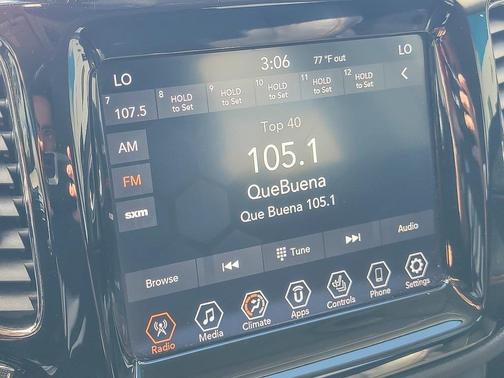 LO 3:06 77 °F out LO
7 107.5 8 HOLD to Set 9 HOLD to Set 10 HOLD to Set 11 HOLD to Set 12 HOLD to Set
AM
FM
sxm
Top 40
105.1
QueBuena
Que Buena 105.1
Browse Tune Audio
Radio Media Climate Apps Controls Phone Settings